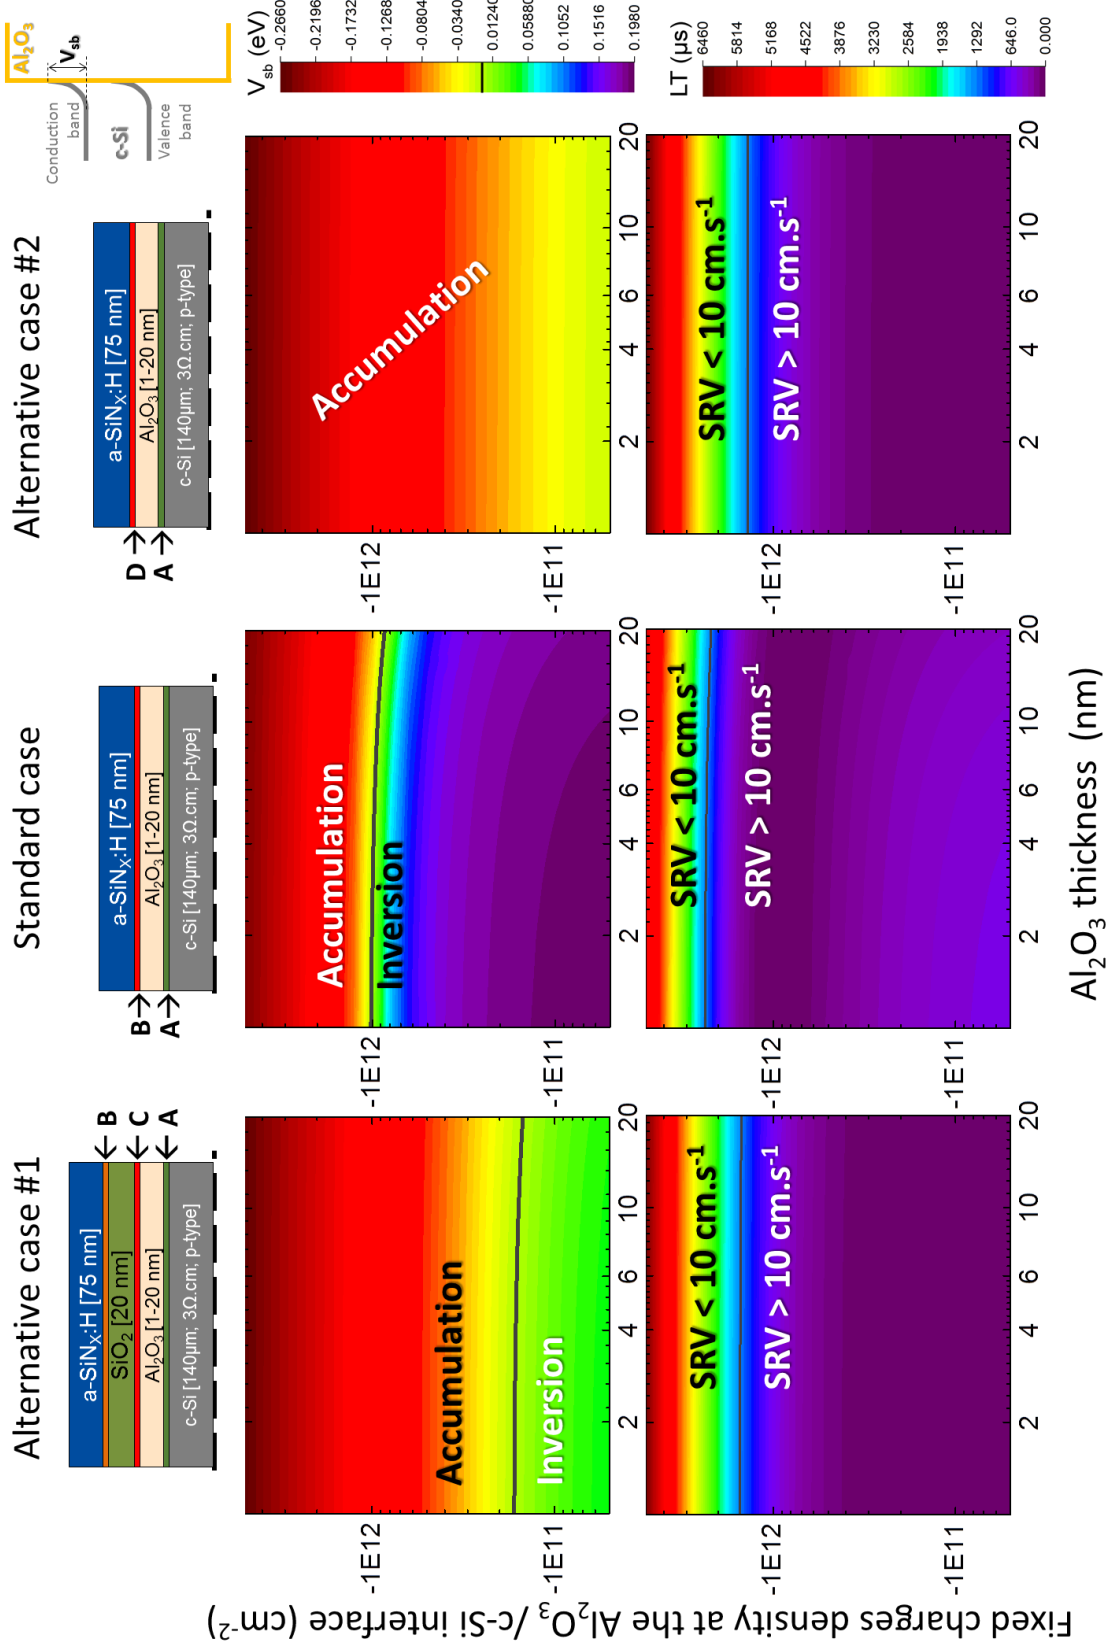 Alternative case #1
Standard case
Alternative case #2
a-SiNX:H [75 nm]
SiO2 [20 nm]
Al2O3 [1-20 nm]
c-Si [140µm; 3Ω.cm; p-type]
B
C
A
a-SiNX:H [75 nm]
Al2O3 [1-20 nm]
c-Si [140µm; 3Ω.cm; p-type]
B
A
a-SiNX:H [75 nm]
Al2O3 [1-20 nm]
c-Si [140µm; 3Ω.cm; p-type]
D
A
Conduction
band
c-Si
Valence
band
Al2O3
Vsb
Fixed charges density at the Al2O3/c-Si interface (cm-2)
-1E12
-1E11
Accumulation
Inversion
2 4 6 10 20
-1E12
-1E11
Accumulation
Inversion
2 4 6 10 20
-1E12
-1E11
Accumulation
2 4 6 10 20
Vsb (eV)
-0.2660
-0.2196
-0.1732
-0.1268
-0.0804
-0.0340
0.01240
0.05880
0.1052
0.1516
0.1980
-1E12
-1E11
SRV < 10 cm.s-1
SRV > 10 cm.s-1
2 4 6 10 20
-1E12
-1E11
SRV < 10 cm.s-1
SRV > 10 cm.s-1
2 4 6 10 20
-1E12
-1E11
SRV < 10 cm.s-1
SRV > 10 cm.s-1
2 4 6 10 20
LT (µs)
6460
5814
5168
4522
3876
3230
2584
1938
1292
646.0
0.000
Al2O3 thickness (nm)